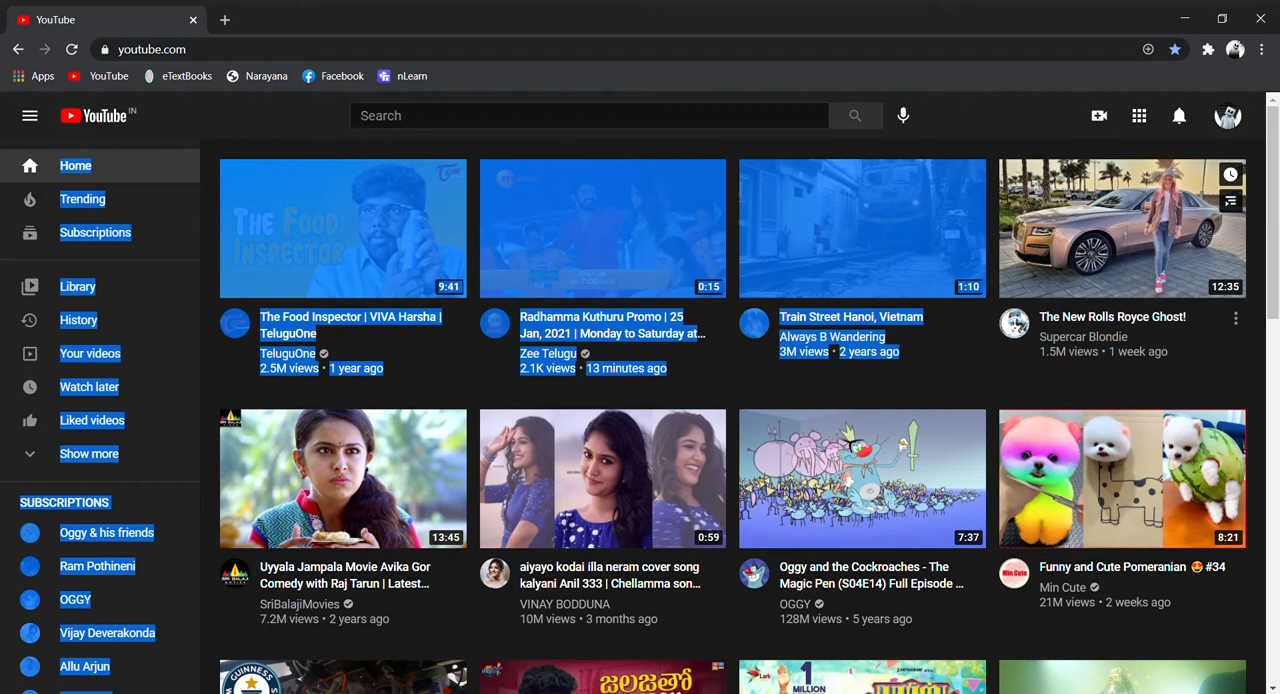 YouTube
youtube.com
Apps
YouTube
eTextBooks
Narayana
Facebook
nLearn
YouTube IN
Search
Home
Trending
Subscriptions
Library
History
Your videos
Watch later
Liked videos
Show more
SUBSCRIPTIONS
Oggy & his friends
Ram Pothineni
OGGY
Vijay Deverakonda
Allu Arjun
THE FOOD
INSPECTOR
9:41
The Food Inspector | VIVA Harsha |
TeluguOne
TeluguOne
2.5M views • 1 year ago
0:15
Radhamma Kuthuru Promo | 25
Jan, 2021 | Monday to Saturday at...
Zee Telugu
2.1K views • 13 minutes ago
1:10
Train Street Hanoi, Vietnam
Always B Wandering
3M views • 2 years ago
12:35
The New Rolls Royce Ghost!
Supercar Blondie
1.5M views • 1 week ago
13:45
Uyyala Jampala Movie Avika Gor
Comedy with Raj Tarun | Latest...
SriBalajiMovies
7.2M views • 2 years ago
0:59
aiyayo kodai illa neram cover song
kalyani Anil 333 | Chellamma son...
VINAY BODDUNA
10M views • 3 months ago
7:37
Oggy and the Cockroaches - The
Magic Pen (S04E14) Full Episode ...
OGGY
128M views • 5 years ago
8:21
Min Cute
Funny and Cute Pomeranian 🤩😍 #34
Min Cute
21M views • 2 weeks ago
GUINNESS
జలజతో
1
MILLION